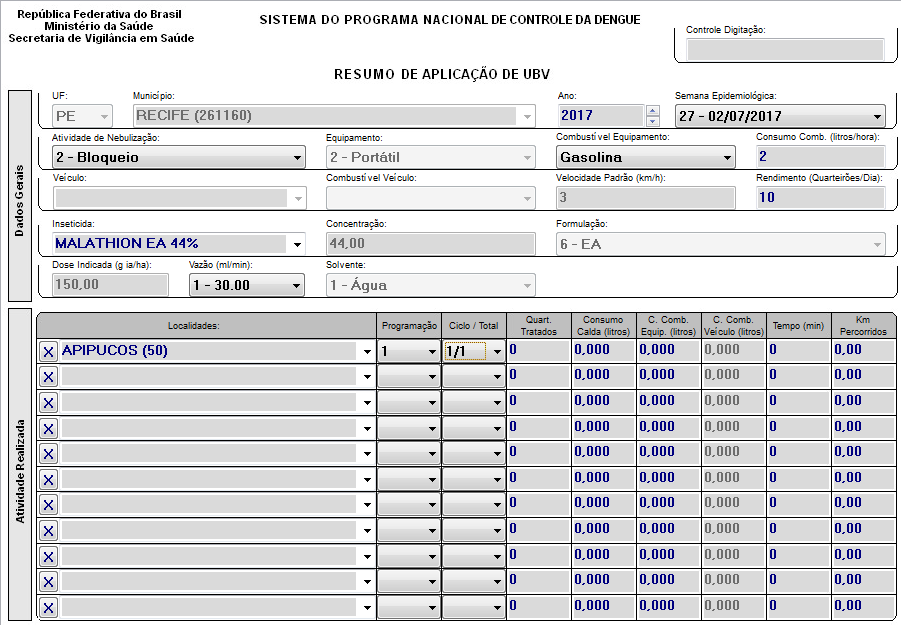 República Federativa do Brasil
Ministério da Saúde
Secretaria de Vigilância em Saúde
SISTEMA DO PROGRAMA NACIONAL DE CONTROLE DA DENGUE
Controle Digitação:
RESUMO DE APLICAÇÃO DE UBV
Dados Gerais
UF: Município: Ano: Semana Epidemiológica:
PE RECIFE (261160) 2017 27 - 02/07/2017
Atividade de Nebulização: Equipamento: Combustível Equipamento: Consumo Comb. (litros/hora):
2 - Bloqueio 2 - Portátil Gasolina 2
Veículo: Combustível Veículo: Velocidade Padrão (km/h): Rendimento (Quarteirões/Dia):
3 10
Inseticida: Concentração: Formulação:
MALATHION EA 44% 44,00 6 - EA
Dose Indicada (g ia/ha): Vazão (ml/min): Solvente:
150,00 1 - 30.00 1 - Água
Atividade Realizada
Localidades: Programação Ciclo / Total Quart. Tratados Consumo Calda (litros) C. Comb. Equip. (litros) C. Comb. Veículo (litros) Tempo (min) Km Percorridos
X APIPUCOS (50) 1 1/1 0 0,000 0,000 0,000 0 0,00
X 0 0,000 0,000 0,000 0 0,00
X 0 0,000 0,000 0,000 0 0,00
X 0 0,000 0,000 0,000 0 0,00
X 0 0,000 0,000 0,000 0 0,00
X 0 0,000 0,000 0,000 0 0,00
X 0 0,000 0,000 0,000 0 0,00
X 0 0,000 0,000 0,000 0 0,00
X 0 0,000 0,000 0,000 0 0,00
X 0 0,000 0,000 0,000 0 0,00
X 0 0,000 0,000 0,000 0 0,00